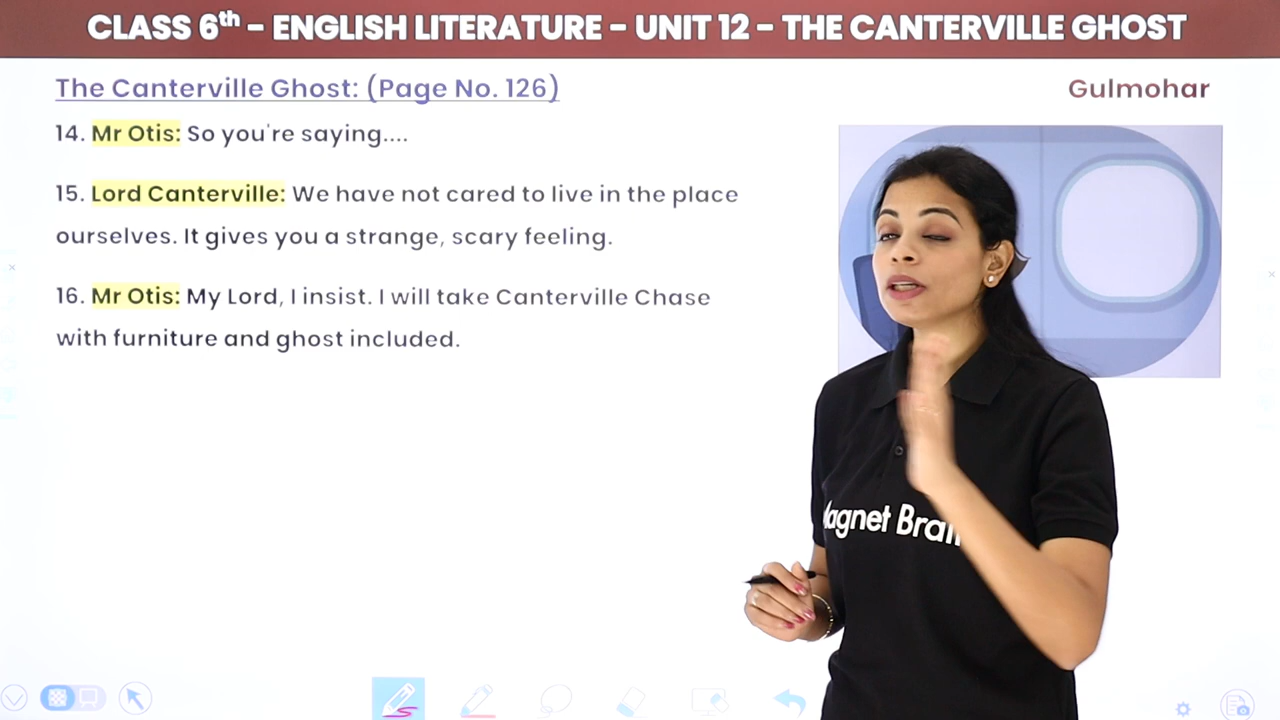 CLASS 6th - ENGLISH LITERATURE - UNIT 12 - THE CANTERVILLE GHOST
The Canterville Ghost: (Page No. 126)
Gulmohar
14. Mr Otis: So you're saying....
15. Lord Canterville: We have not cared to live in the place
ourselves. It gives you a strange, scary feeling.
16. Mr Otis: My Lord, I insist. I will take Canterville Chase
with furniture and ghost included.
agnet Brai